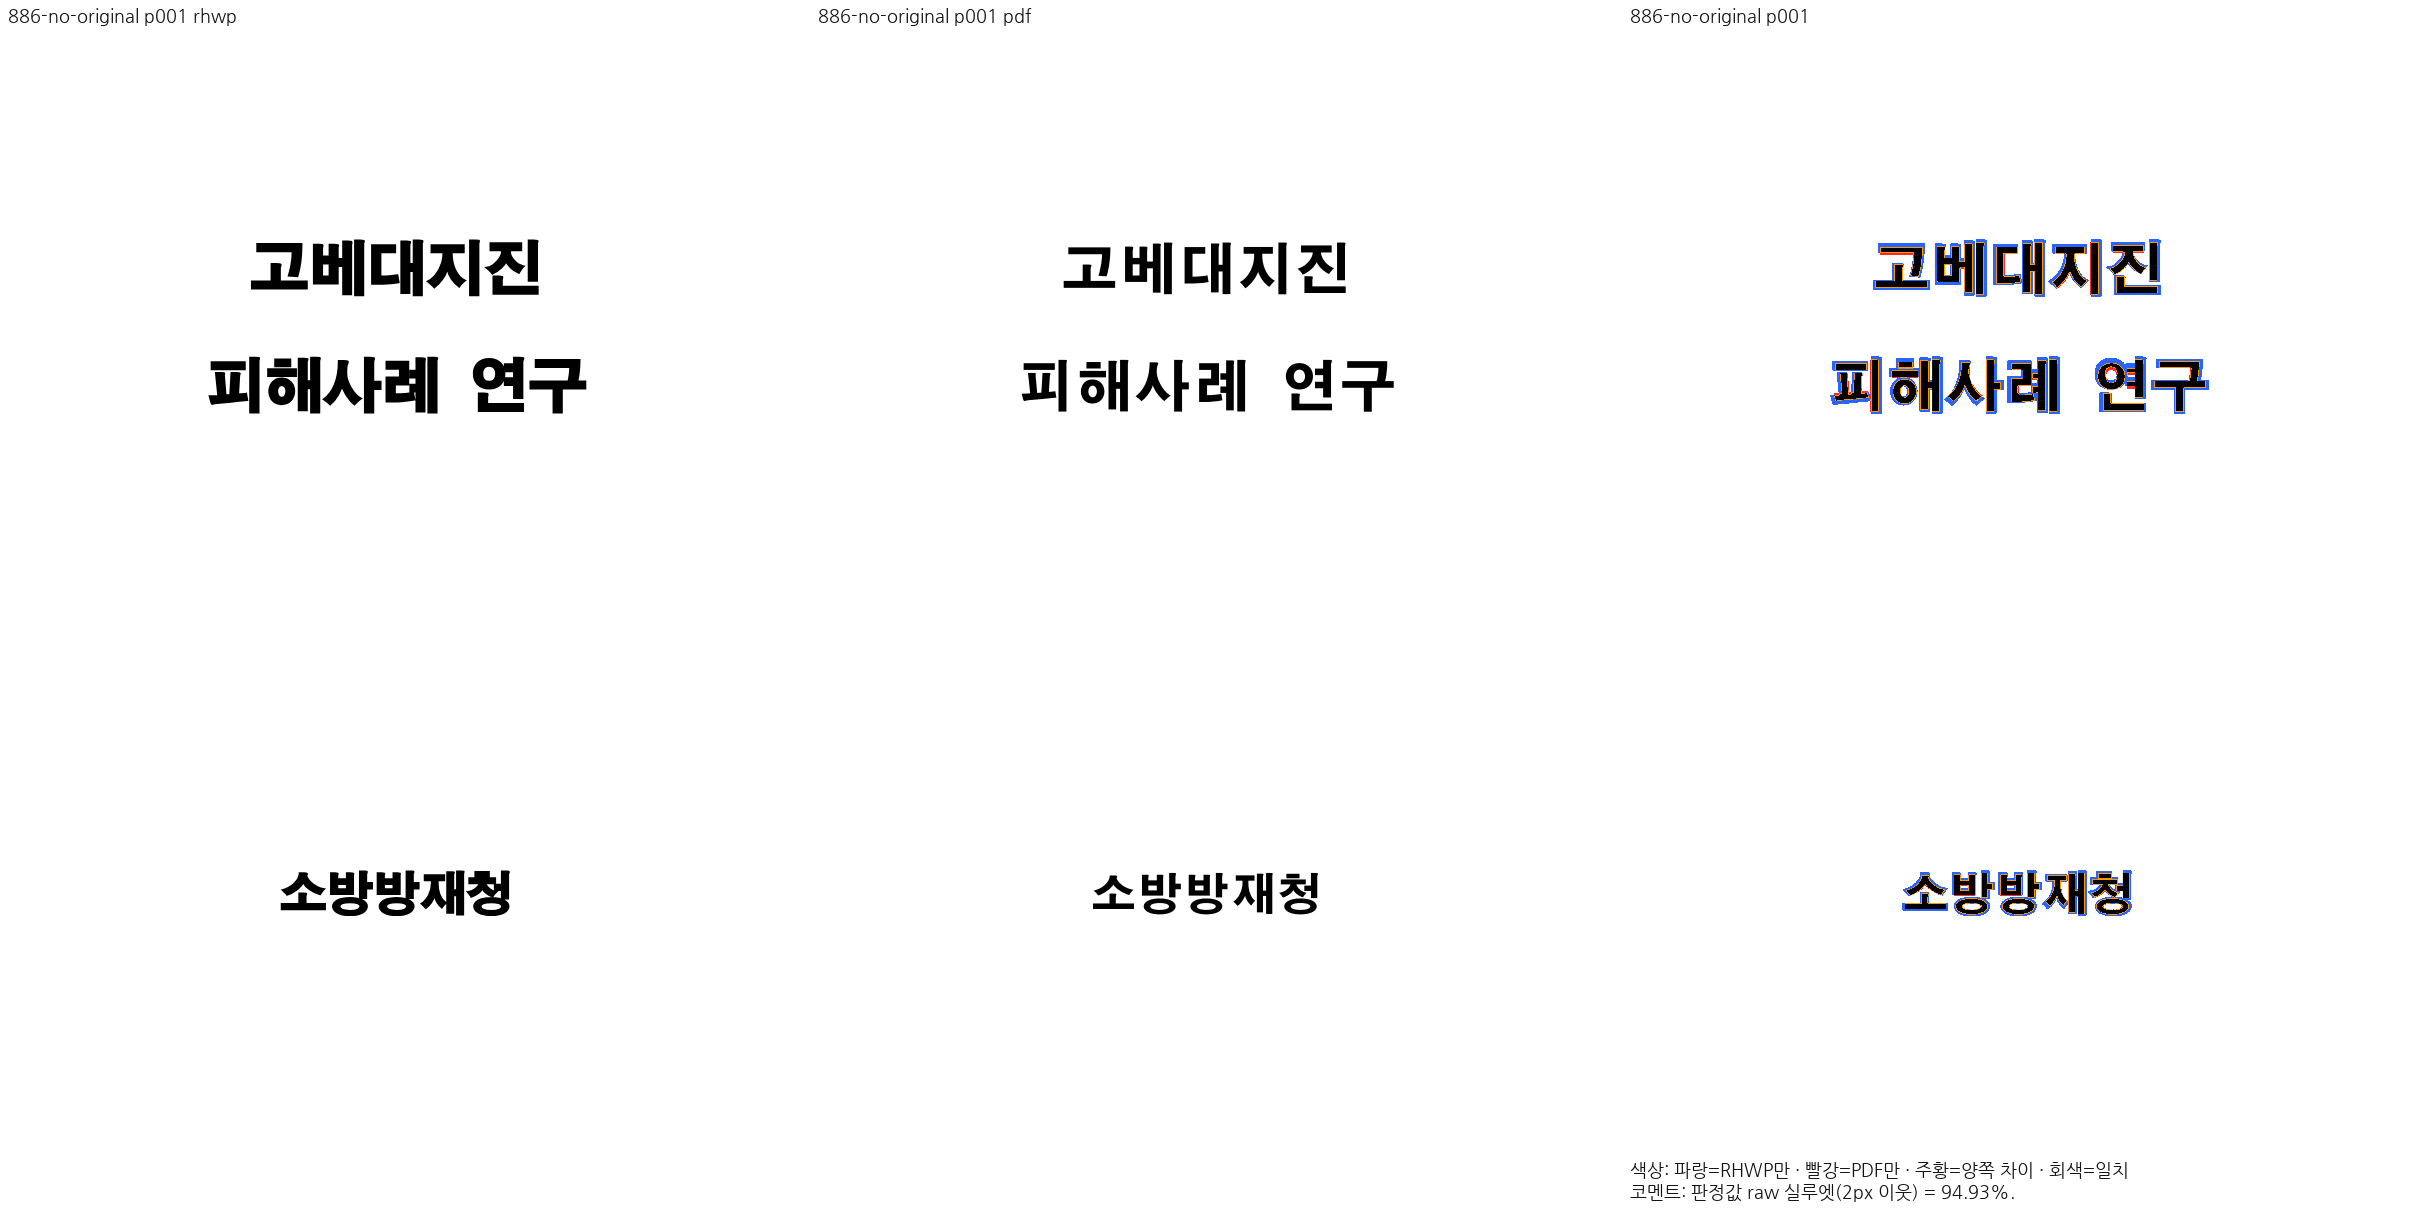 886-no-original p001 rhwp
고베대지진
피해사례 연구
소방방재청
886-no-original p001 pdf
고베대지진
피해사례 연구
소방방재청
886-no-original p001
고베대지진
피해사례 연구
소방방재청
색상: 파랑=RHWP만 · 빨강=PDF만 · 주황=양쪽 차이 · 회색=일치
코멘트: 판정값 raw 실루엣(2px 이웃) = 94.93%.